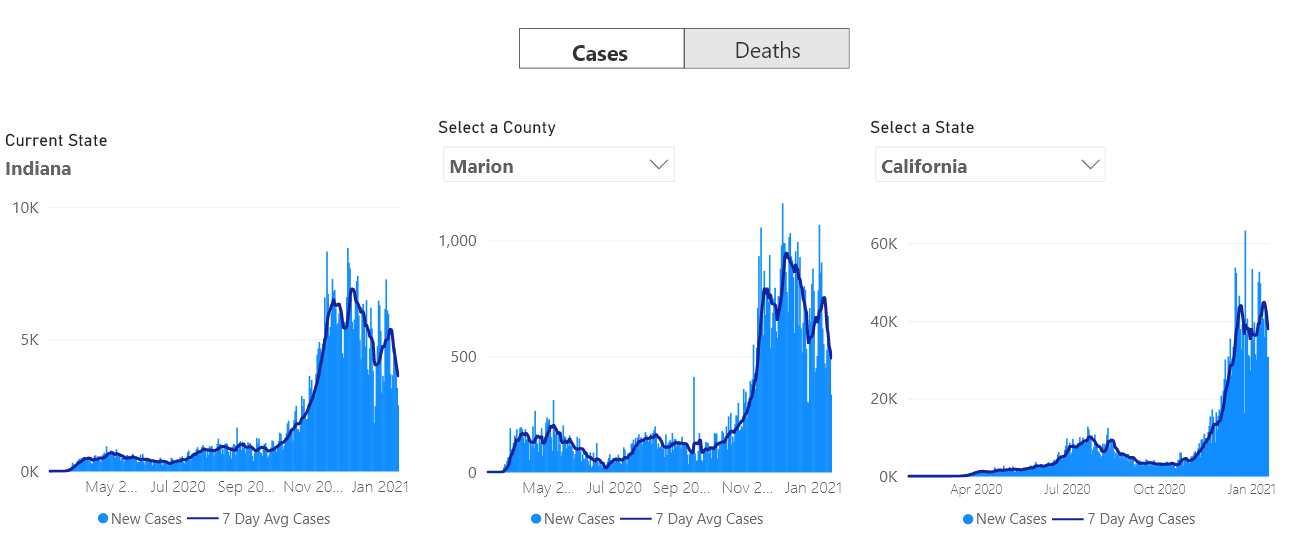 Cases
Deaths
Current State
Indiana
10K
5K
0K
May 2...
Jul 2020
Sep 20...
Nov 20...
Jan 2021
New Cases
7 Day Avg Cases
Select a County
Marion
1,000
500
0
May 2...
Jul 2020
Sep 20...
Nov 2...
Jan 2021
New Cases
7 Day Avg Cases
Select a State
California
60K
40K
20K
0K
Apr 2020
Jul 2020
Oct 2020
Jan 2021
New Cases
7 Day Avg Cases